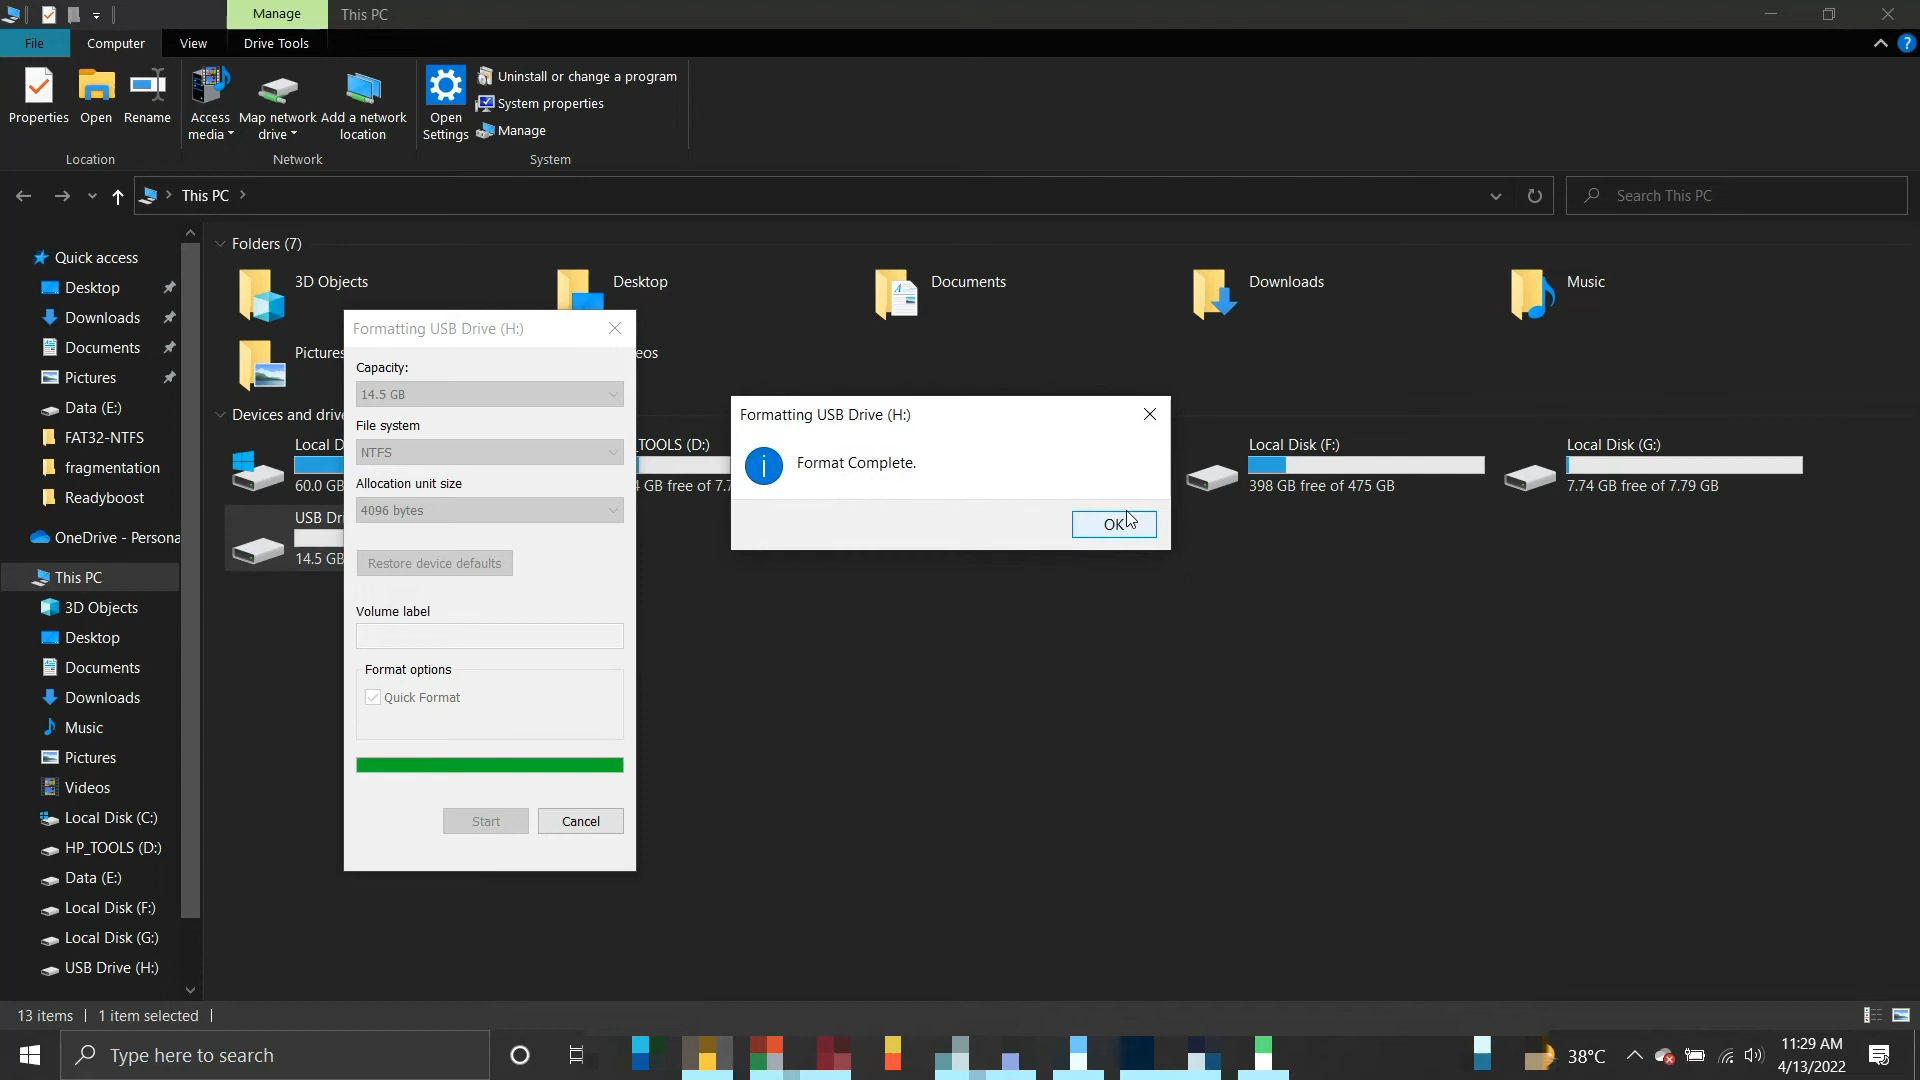 Manage
This PC
File
Computer
View
Drive Tools
Properties
Open
Rename
Access
media
Map network
drive
Add a network
location
Open
Settings
Uninstall or change a program
System properties
Manage
Location
Network
System
This PC
Search This PC
Quick access
Desktop
Downloads
Documents
Pictures
Data (E:)
FAT32-NTFS
fragmentation
Readyboost
OneDrive - Persona
This PC
3D Objects
Desktop
Documents
Downloads
Music
Pictures
Videos
Local Disk (C:)
HP_TOOLS (D:)
Data (E:)
Local Disk (F:)
Local Disk (G:)
USB Drive (H:)
Folders (7)
3D Objects
Desktop
Documents
Downloads
Music
Pictures
eos
Devices and drive
Local D
60.0 GB
_TOOLS (D:)
GB free of 7.7
Local Disk (F:)
398 GB free of 475 GB
Local Disk (G:)
7.74 GB free of 7.79 GB
USB Dri
14.5 GB
Formatting USB Drive (H:)
Capacity:
14.5 GB
File system
NTFS
Allocation unit size
4096 bytes
Restore device defaults
Volume label
Format options
Quick Format
Start
Cancel
Formatting USB Drive (H:)
Format Complete.
OK
13 items
1 item selected
Type here to search
38°C
11:29 AM
4/13/2022